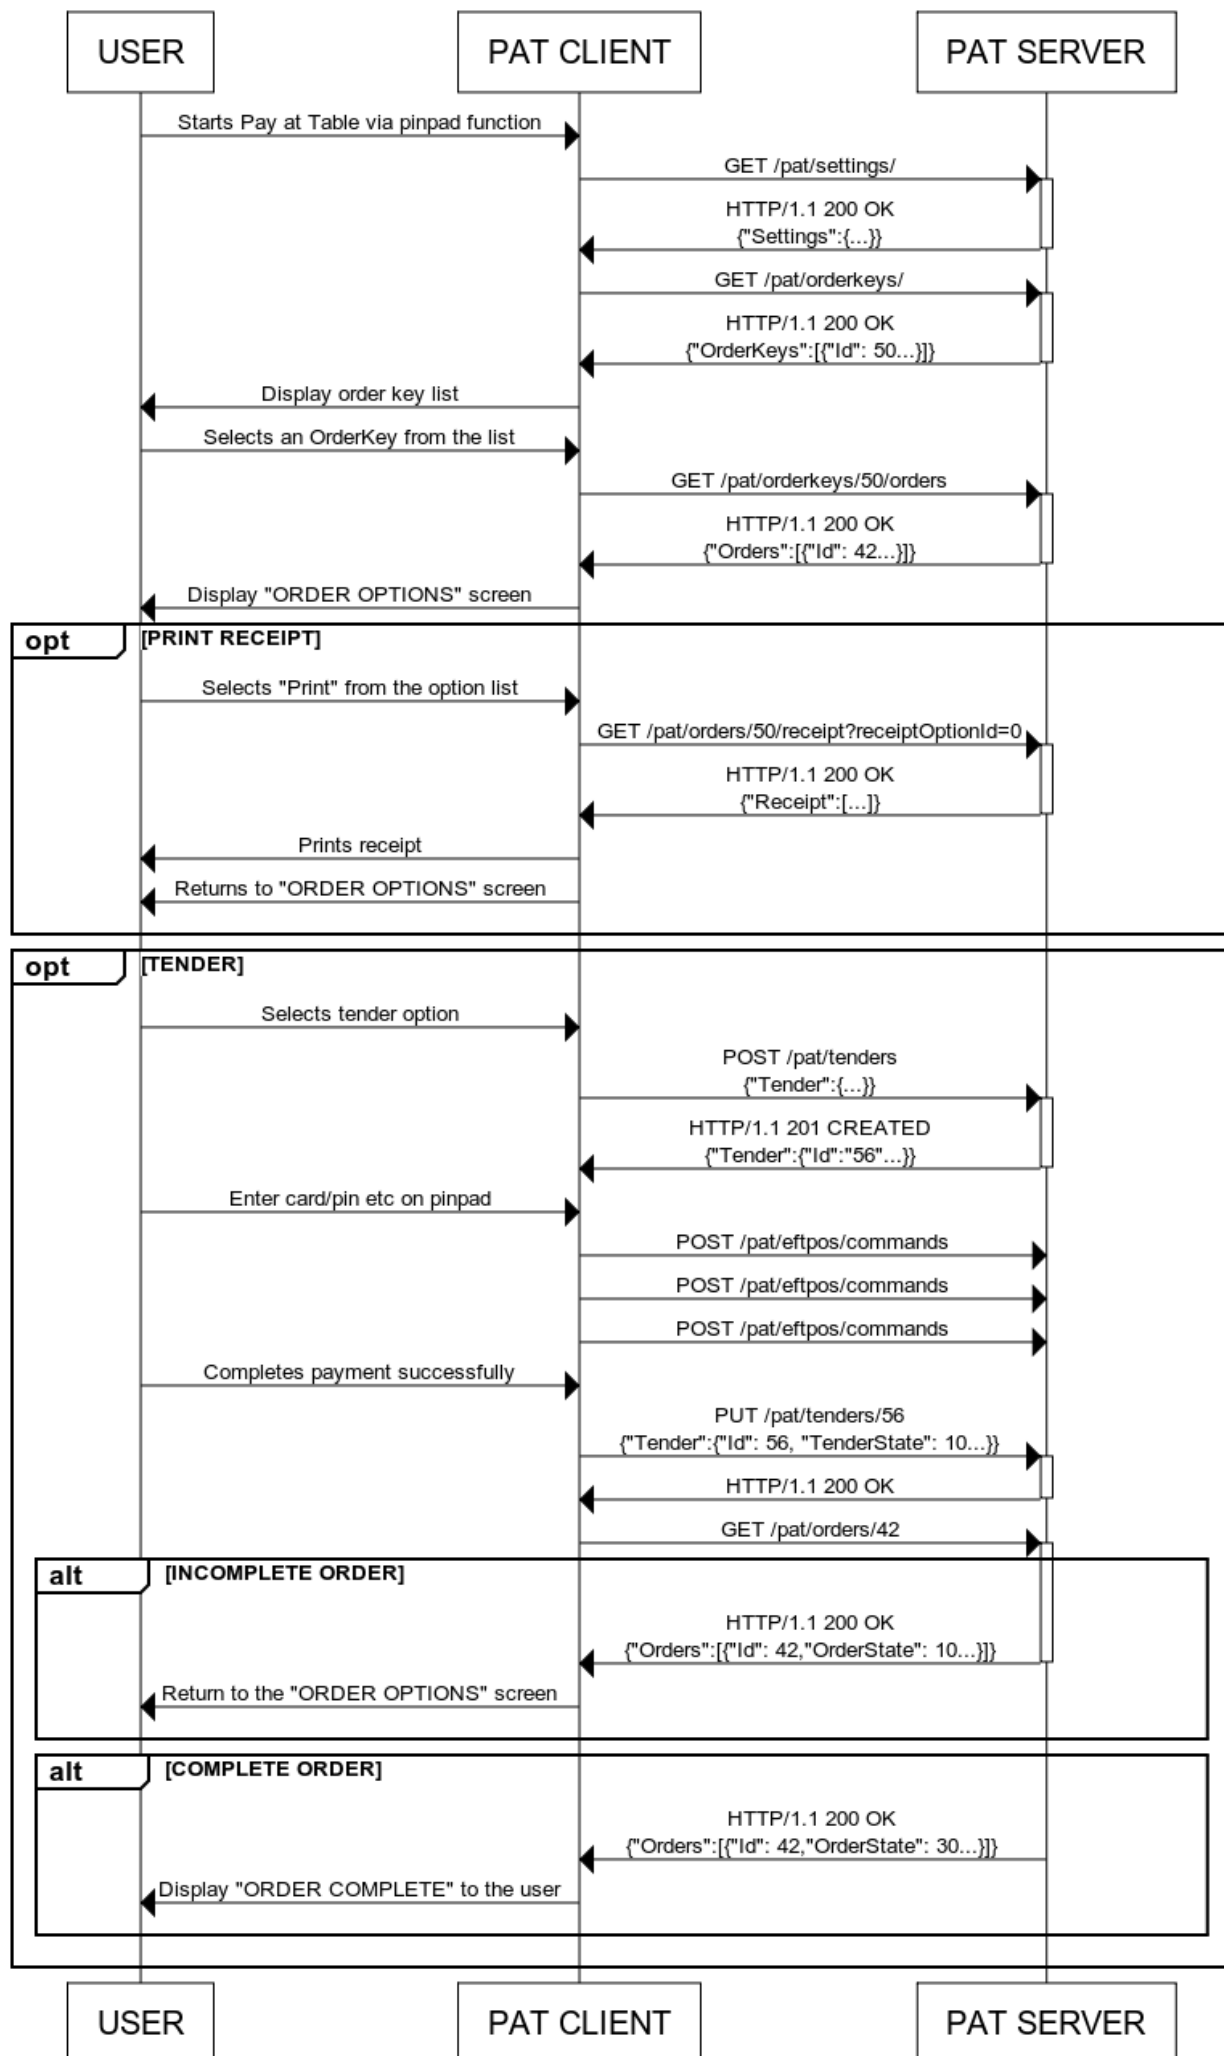 USER
PAT CLIENT
PAT SERVER
Starts Pay at Table via pinpad function
GET /pat/settings/
HTTP/1.1 200 OK
{"Settings":{...}}
GET /pat/orderkeys/
HTTP/1.1 200 OK
{"OrderKeys":[{"Id": 50...}]}
Display order key list
Selects an OrderKey from the list
GET /pat/orderkeys/50/orders
HTTP/1.1 200 OK
{"Orders":[{"Id": 42...}]}
Display "ORDER OPTIONS" screen
opt
[PRINT RECEIPT]
Selects "Print" from the option list
GET /pat/orders/50/receipt?receiptOptionId=0
HTTP/1.1 200 OK
{"Receipt":[...]}
Prints receipt
Returns to "ORDER OPTIONS" screen
opt
[TENDER]
Selects tender option
POST /pat/tenders
{"Tender":{...}}
HTTP/1.1 201 CREATED
{"Tender":{"Id":"56"...}}
Enter card/pin etc on pinpad
POST /pat/eftpos/commands
POST /pat/eftpos/commands
POST /pat/eftpos/commands
Completes payment successfully
PUT /pat/tenders/56
{"Tender":{"Id": 56, "TenderState": 10...}}
HTTP/1.1 200 OK
GET /pat/orders/42
alt
[INCOMPLETE ORDER]
HTTP/1.1 200 OK
{"Orders":[{"Id": 42,"OrderState": 10...}]}
Return to the "ORDER OPTIONS" screen
alt
[COMPLETE ORDER]
HTTP/1.1 200 OK
{"Orders":[{"Id": 42,"OrderState": 30...}]}
Display "ORDER COMPLETE" to the user
USER
PAT CLIENT
PAT SERVER